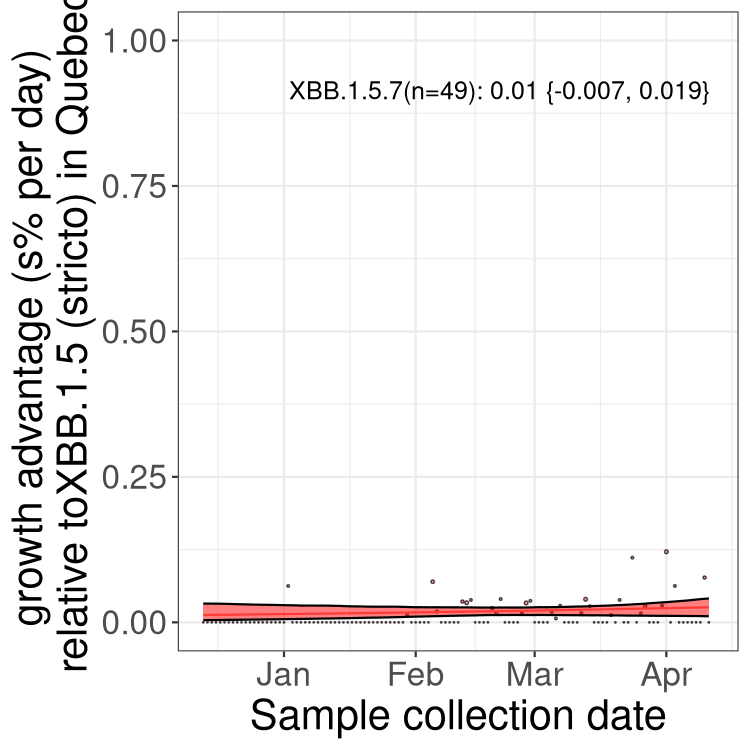 growth advantage (s% per day)
relative toXBB.1.5 (stricto) in Quebec
1.00
XBB.1.5.7(n=49): 0.01 {-0.007, 0.019}
0.75
0.50
0.25
0.00
Jan Feb Mar Apr
Sample collection date